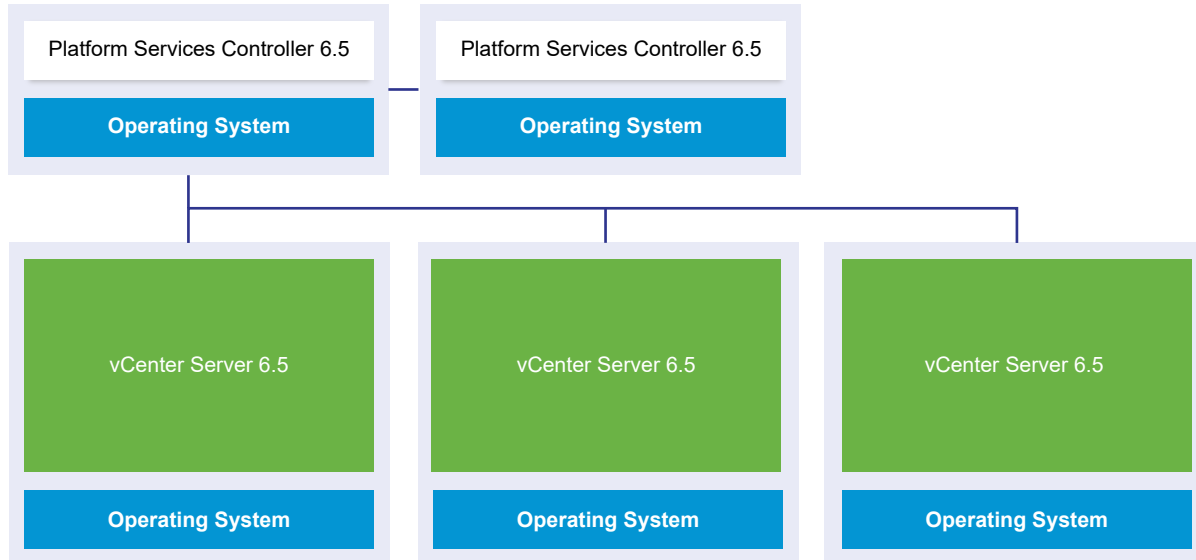 Platform Services Controller 6.5
Platform Services Controller 6.5
Operating System
Operating System
vCenter Server 6.5
vCenter Server 6.5
vCenter Server 6.5
Operating System
Operating System
Operating System